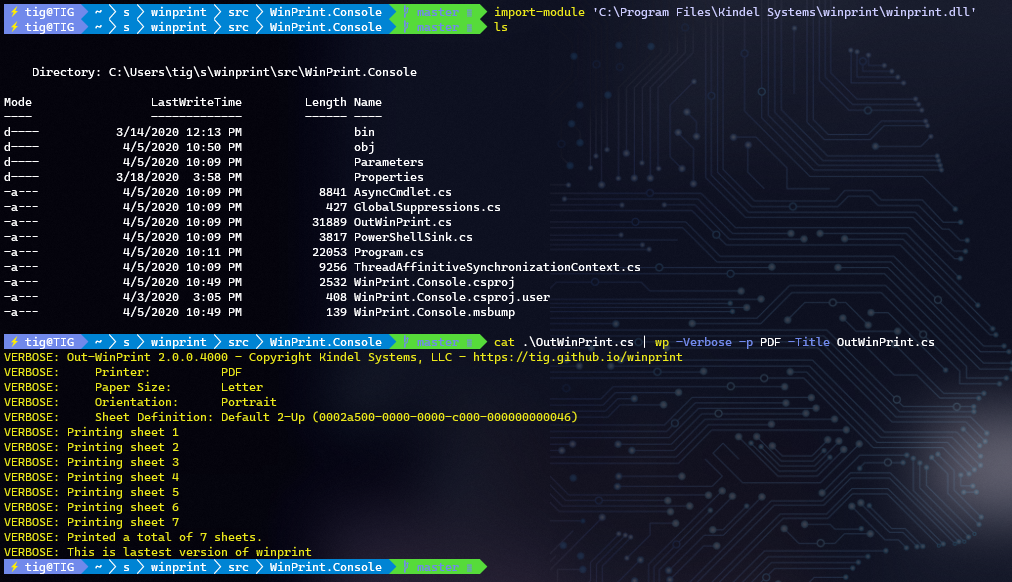 ⚡ tig@TIG ~ s winprint src WinPrint.Console master import-module 'C:\Program Files\Kindel Systems\winprint\winprint.dll'
⚡ tig@TIG ~ s winprint src WinPrint.Console master ls
Directory: C:\Users\tig\s\winprint\src\WinPrint.Console
Mode LastWriteTime Length Name
---- ------------- ------ ----
d---- 3/14/2020 12:13 PM bin
d---- 4/5/2020 10:50 PM obj
d---- 4/5/2020 10:09 PM Parameters
d---- 3/18/2020 3:58 PM Properties
-a--- 4/5/2020 10:09 PM 8841 AsyncCmdlet.cs
-a--- 4/5/2020 10:09 PM 427 GlobalSuppressions.cs
-a--- 4/5/2020 10:09 PM 31889 OutWinPrint.cs
-a--- 4/5/2020 10:09 PM 3817 PowerShellSink.cs
-a--- 4/5/2020 10:11 PM 22053 Program.cs
-a--- 4/5/2020 10:09 PM 9256 ThreadAffinitiveSynchronizationContext.cs
-a--- 4/5/2020 10:49 PM 2532 WinPrint.Console.csproj
-a--- 4/3/2020 3:05 PM 408 WinPrint.Console.csproj.user
-a--- 4/5/2020 10:49 PM 139 WinPrint.Console.msbump
⚡ tig@TIG ~ s winprint src WinPrint.Console master cat .\OutWinPrint.cs | wp -Verbose -p PDF -Title OutWinPrint.cs
VERBOSE: Out-WinPrint 2.0.0.4000 - Copyright Kindel Systems, LLC - https://tig.github.io/winprint
VERBOSE: Printer: PDF
VERBOSE: Paper Size: Letter
VERBOSE: Orientation: Portrait
VERBOSE: Sheet Definition: Default 2-Up (0002a500-0000-0000-c000-000000000046)
VERBOSE: Printing sheet 1
VERBOSE: Printing sheet 2
VERBOSE: Printing sheet 3
VERBOSE: Printing sheet 4
VERBOSE: Printing sheet 5
VERBOSE: Printing sheet 6
VERBOSE: Printing sheet 7
VERBOSE: Printed a total of 7 sheets.
VERBOSE: This is lastest version of winprint
⚡ tig@TIG ~ s winprint src WinPrint.Console master